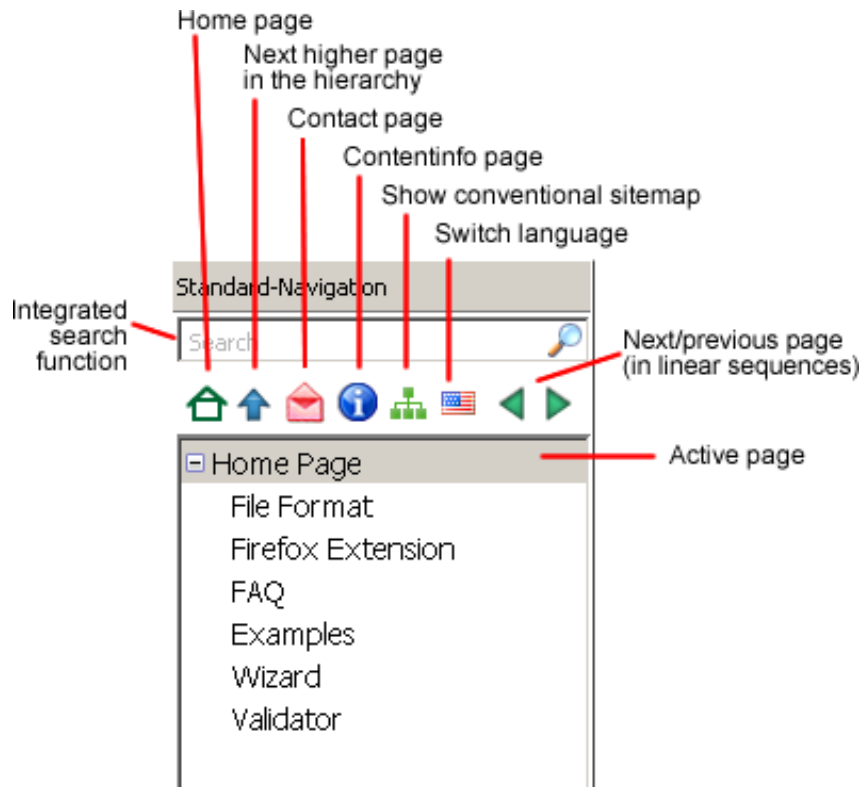 Home page
Next higher page
in the hierarchy
Contact page
Contentinfo page
Show conventional sitemap
Switch language
Standard-Navigation
Integrated
search
function
Search
Next/previous page
(in linear sequences)
Home Page
Active page
File Format
Firefox Extension
FAQ
Examples
Wizard
Validator